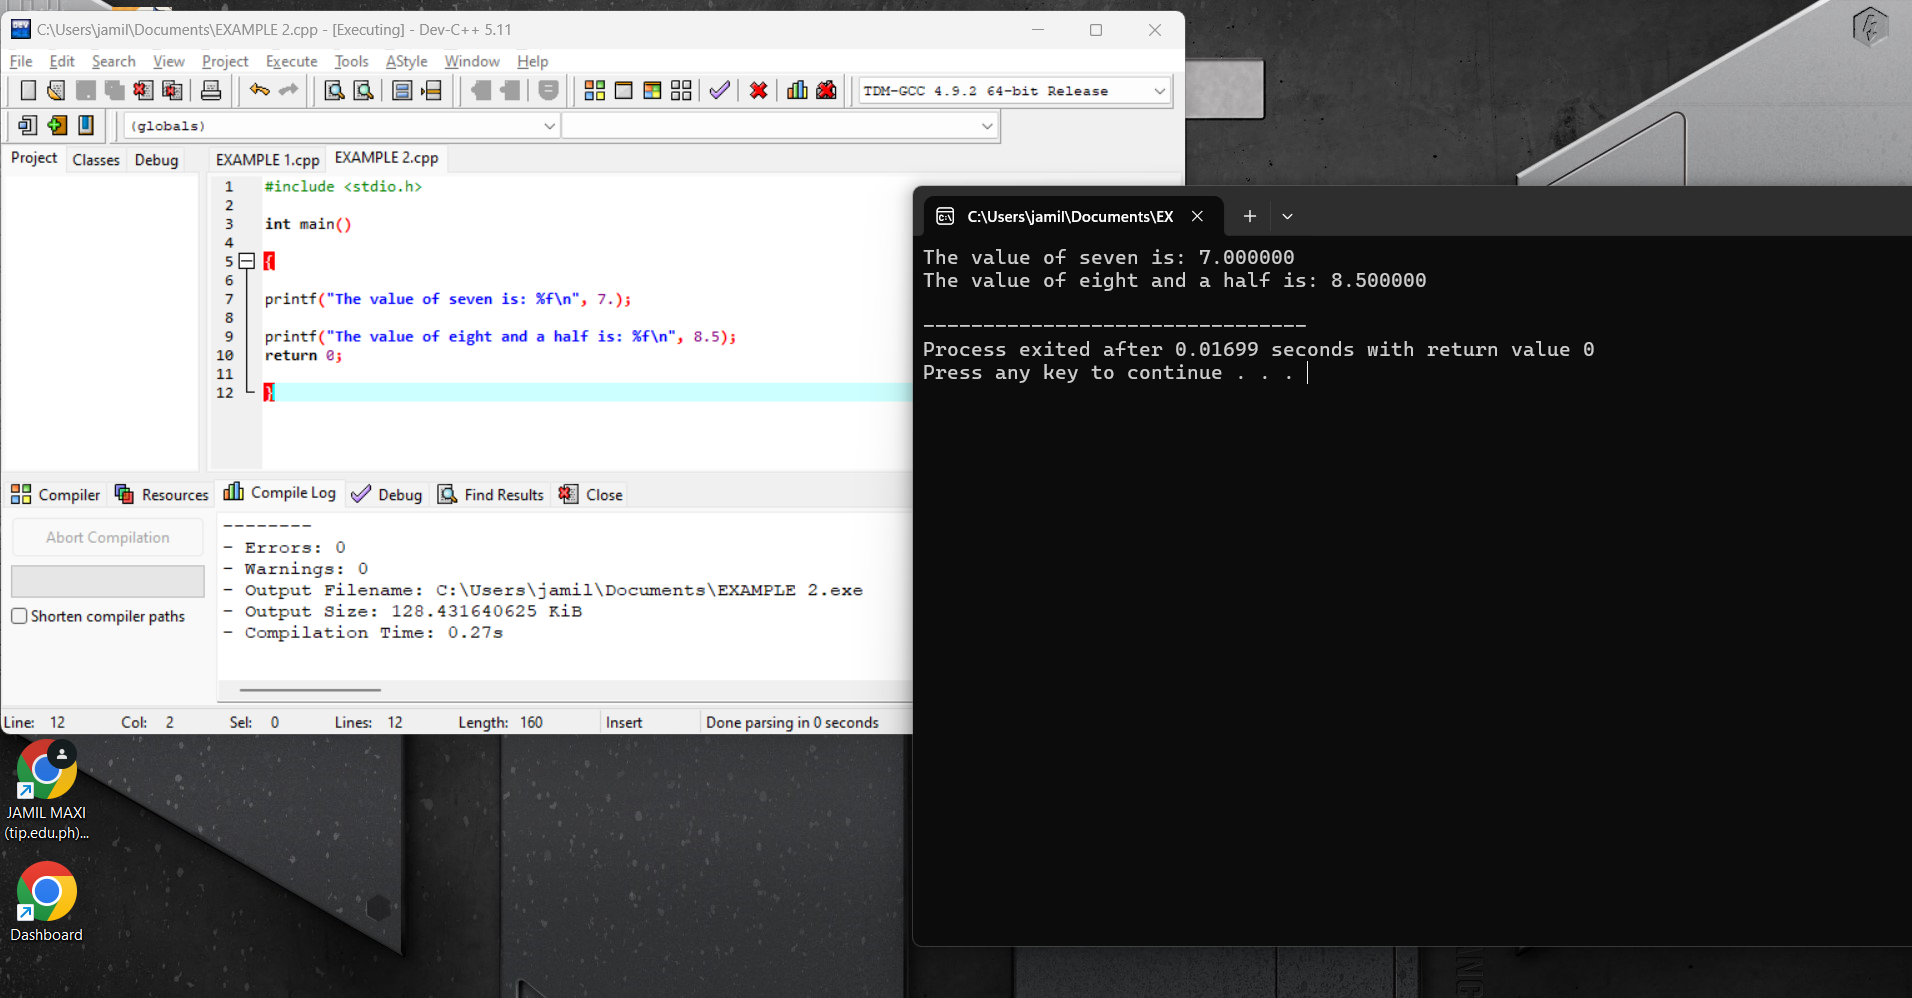 C:\Users\jamil\Documents\EXAMPLE 2.cpp - [Executing] - Dev-C++ 5.11
File Edit Search View Project Execute Tools AStyle Window Help
TDM-GCC 4.9.2 64-bit Release
(globals)
Project Classes Debug
EXAMPLE 1.cpp EXAMPLE 2.cpp
1 #include <stdio.h>
2
3 int main()
4
5 {
6
7 printf("The value of seven is: %f\n", 7.);
8
9 printf("The value of eight and a half is: %f\n", 8.5);
10 return 0;
11
12 }
Compiler Resources Compile Log Debug Find Results Close
Abort Compilation
Shorten compiler paths
--------
- Errors: 0
- Warnings: 0
- Output Filename: C:\Users\jamil\Documents\EXAMPLE 2.exe
- Output Size: 128.431640625 KiB
- Compilation Time: 0.27s
Line: 12 Col: 2 Sel: 0 Lines: 12 Length: 160 Insert Done parsing in 0 seconds
C:\Users\jamil\Documents\EX
The value of seven is: 7.000000
The value of eight and a half is: 8.500000
--------------------------------
Process exited after 0.01699 seconds with return value 0
Press any key to continue . . .
JAMIL MAXI
(tip.edu.ph)...
Dashboard